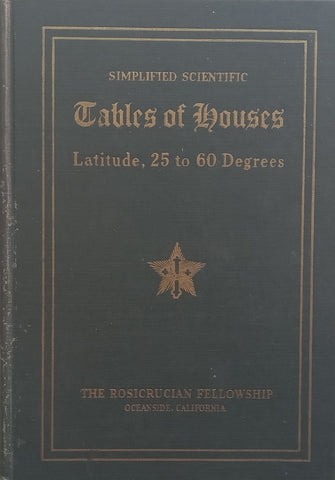 SIMPLIFIED SCIENTIFIC
Tables of Houses
Latitude, 25 to 60 Degrees
THE ROSICRUCIAN FELLOWSHIP
OCEANSIDE, CALIFORNIA